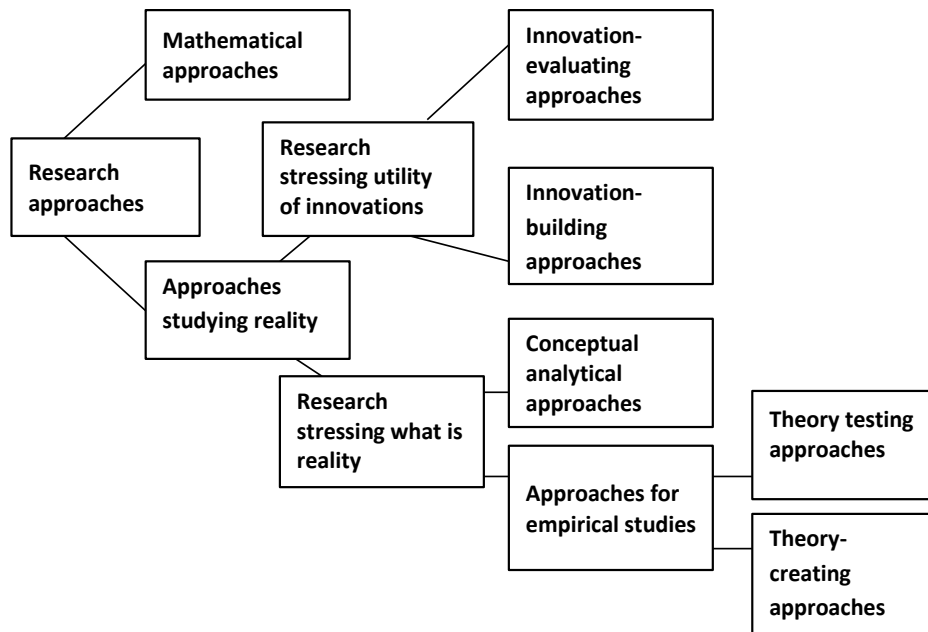 Mathematical
approaches
Innovation-
evaluating
approaches
Research
approaches
Research
stressing utility
of innovations
Innovation-
building
approaches
Approaches
studying reality
Conceptual
analytical
approaches
Research
stressing what is
reality
Theory testing
approaches
Approaches for
empirical studies
Theory-
creating
approaches